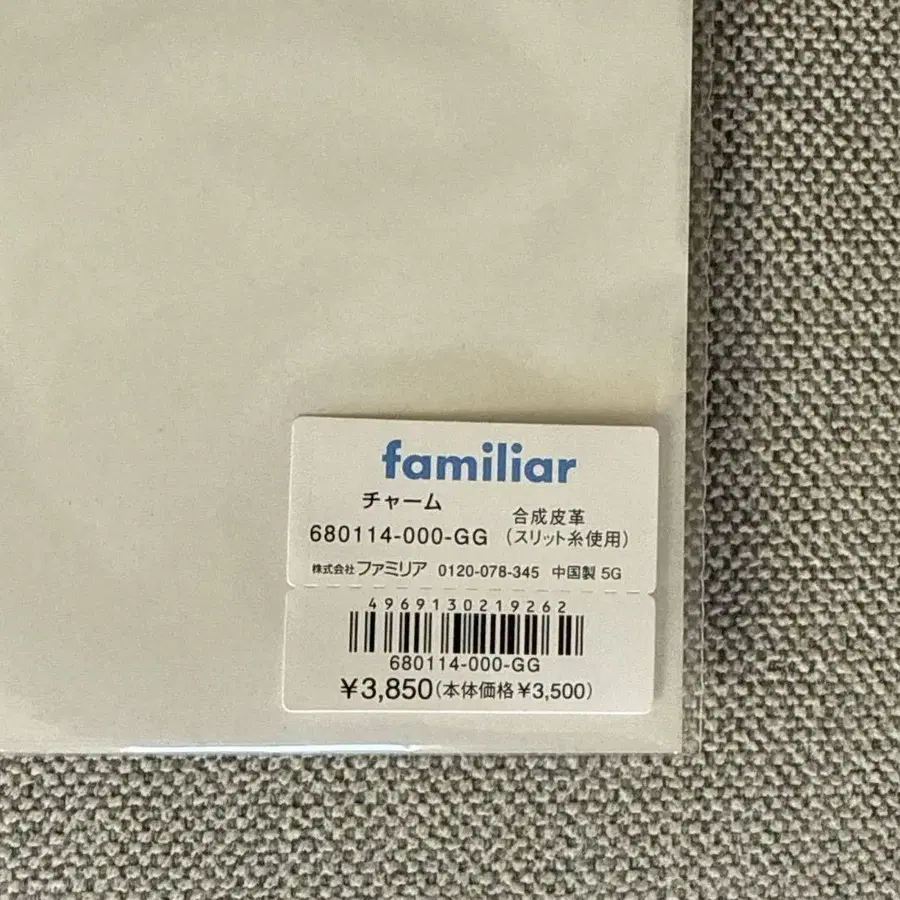 familiar
チャーム
合成皮革
680114-000-GG (スリット糸使用)
株式会社ファミリア 0120-078-345 中国製 5G
4969130219262
680114-000-GG
¥3,850(本体価格¥3,500)